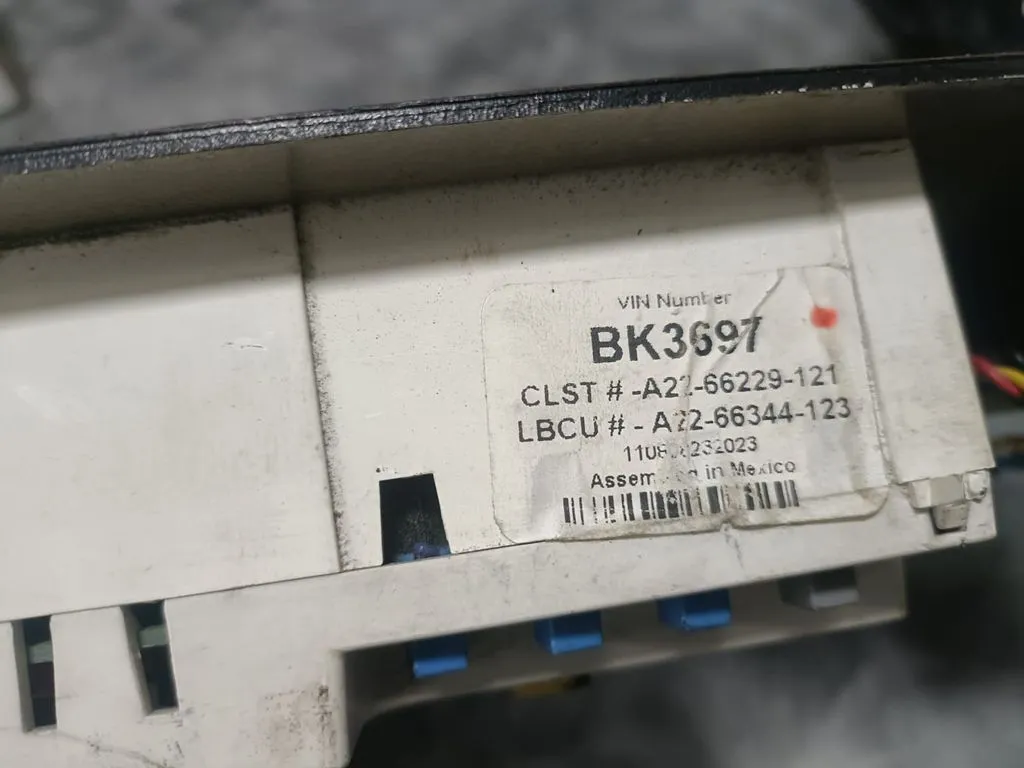 VIN Number
BK3697
CLST # -A22-66229-121
LBCU # - A22-66344-123
in Mexico